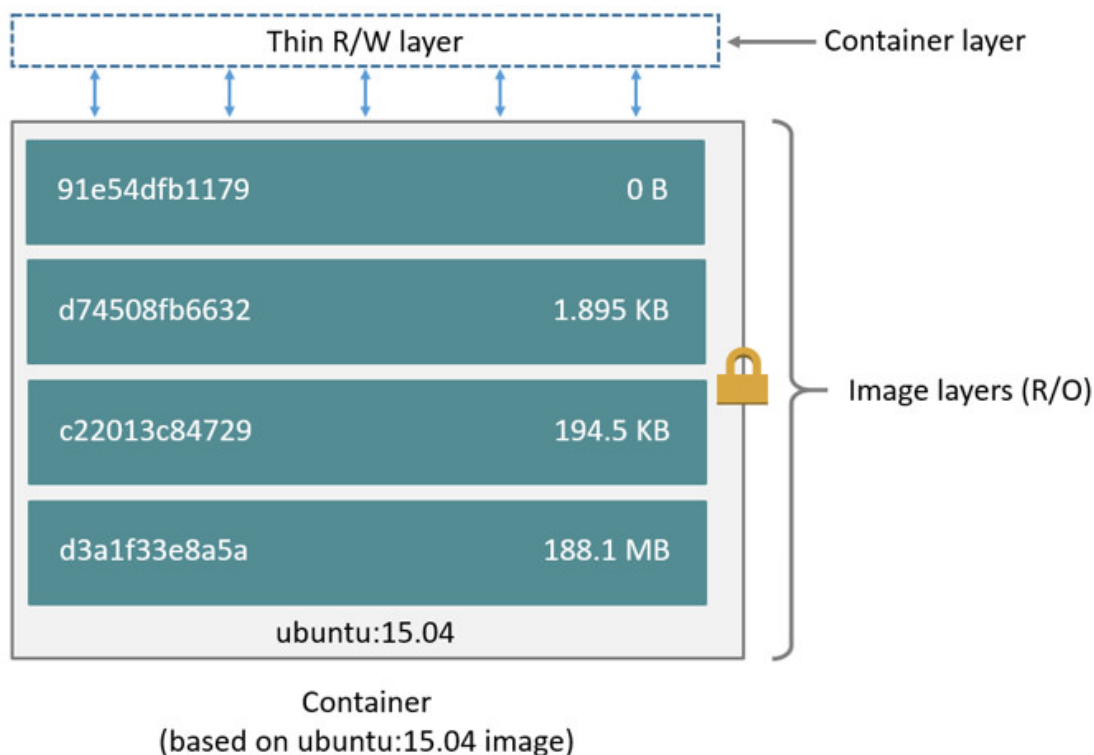 Thin R/W layer
Container layer
91e54dfb1179 0 B
d74508fb6632 1.895 KB
c22013c84729 194.5 KB
Image layers (R/O)
d3a1f33e8a5a 188.1 MB
ubuntu:15.04
Container
(based on ubuntu:15.04 image)